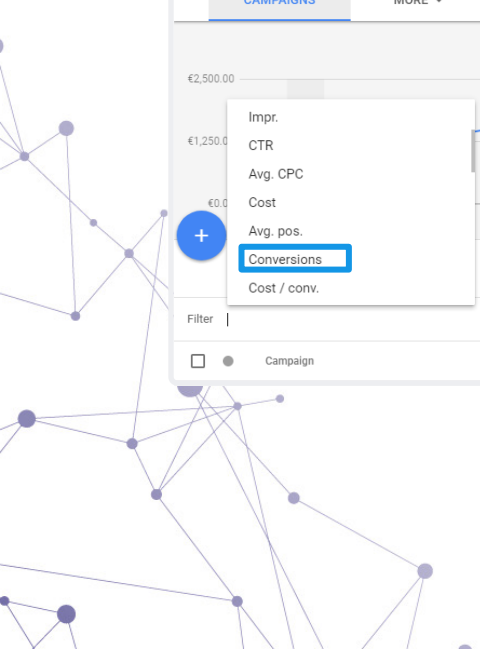 CAMPAIGNS MORE
€2,500.00
€1,250.0
€0.0
Impr.
CTR
Avg. CPC
Cost
Avg. pos.
Conversions
Cost / conv.
Filter
Campaign